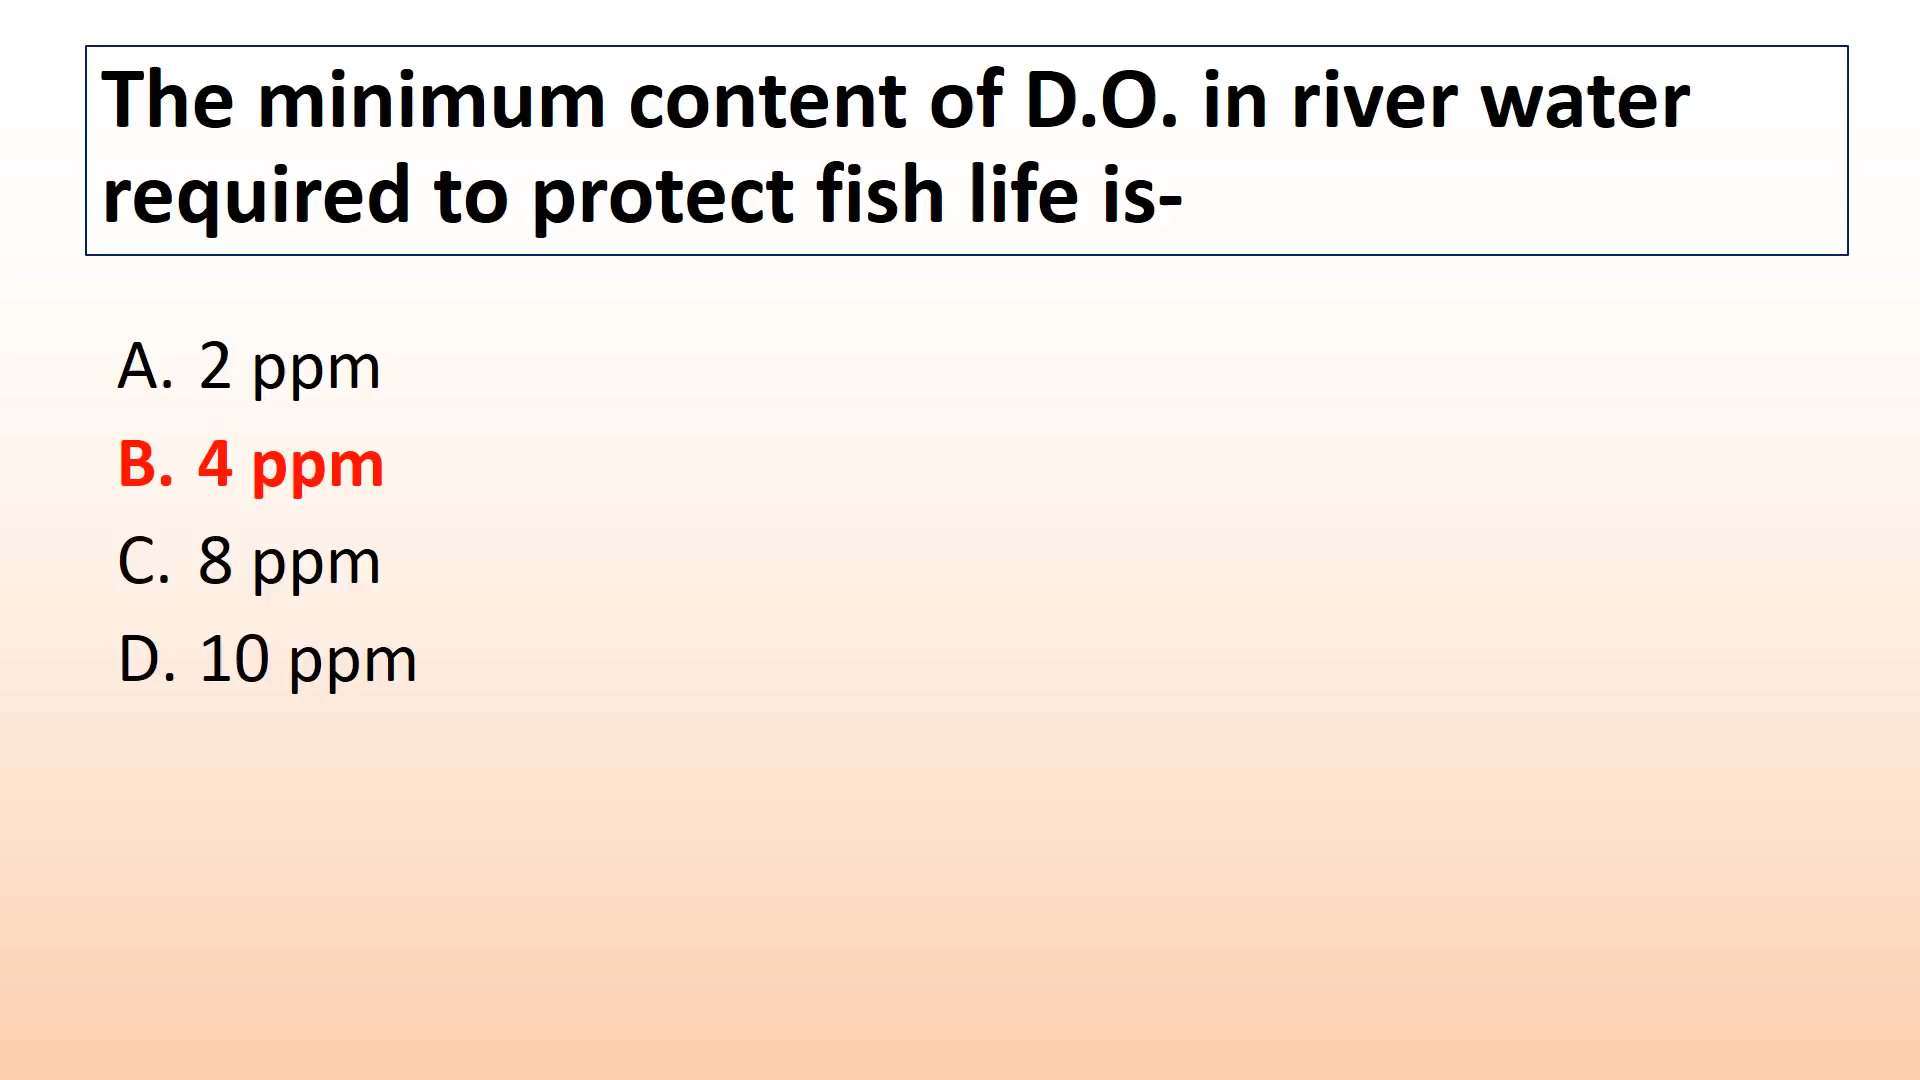 The minimum content of D.O. in river water
required to protect fish life is-
A. 2 ppm
B. 4 ppm
C. 8 ppm
D. 10 ppm